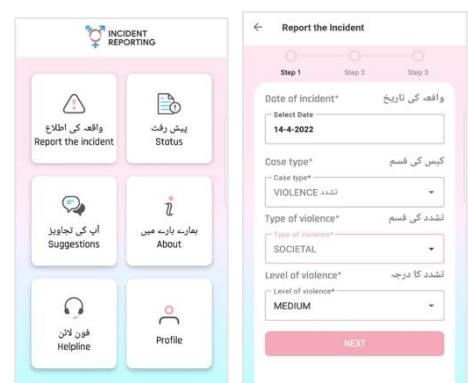 INCIDENT
REPORTING
واقعہ کی اطلاع
Report the incident
پیش رفت
Status
آپ کی تجاویز
Suggestions
ہمارے بارے میں
About
فون لائن
Helpline
Profile
Report the Incident
Step 1 Step 2 Step 3
Date of incident* واقعہ کی تاریخ
Select Date
14-4-2022
Case type* کیس کی قسم
Case type*
VIOLENCE تشدد
Type of violence* تشدد کی قسم
Type of violence*
SOCIETAL
Level of violence* تشدد کا درجہ
Level of violence*
MEDIUM
NEXT